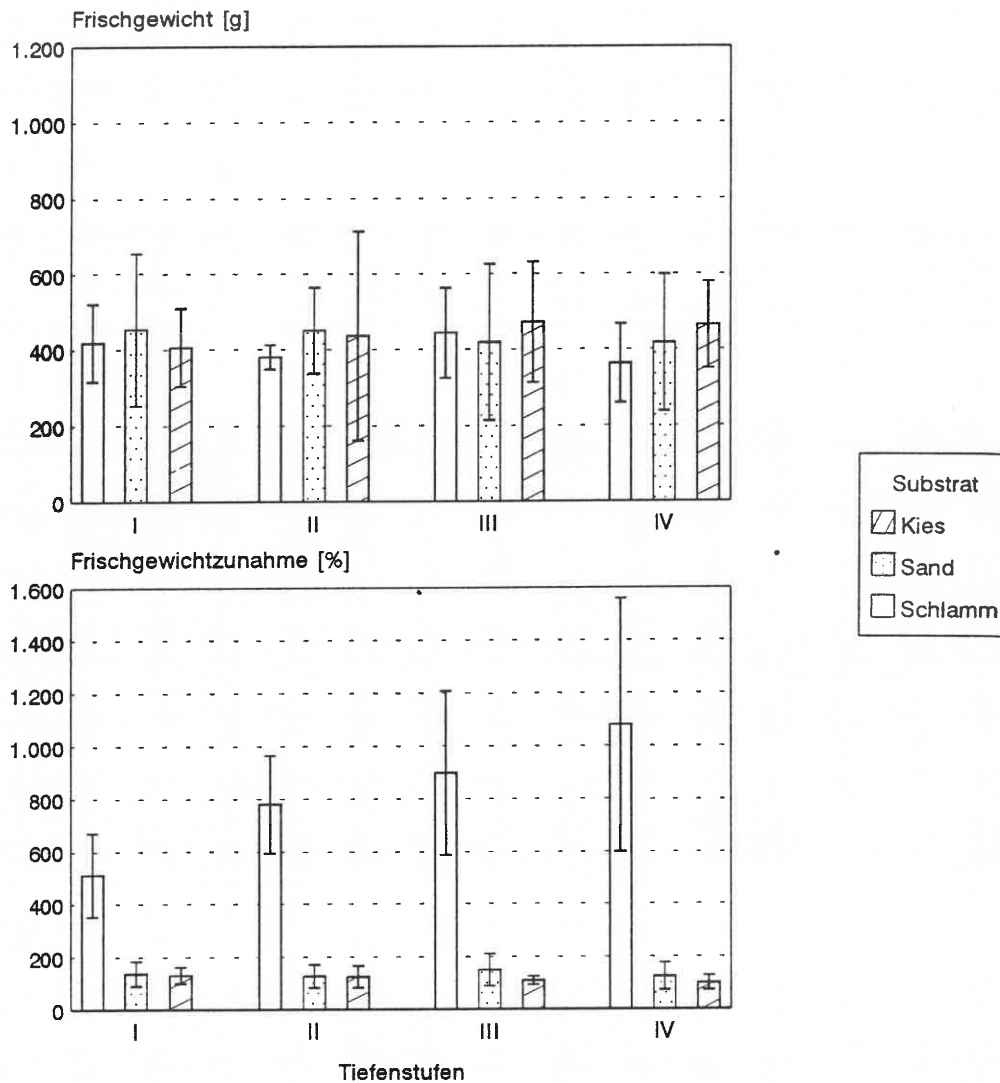 Frischgewicht [g]
1.200
1.000
800
600
400
200
0
I II III IV
Frischgewichtzunahme [%]
1.600
1.400
1.200
1.000
800
600
400
200
0
I II III IV
Tiefenstufen
Substrat
Kies
Sand
Schlamm